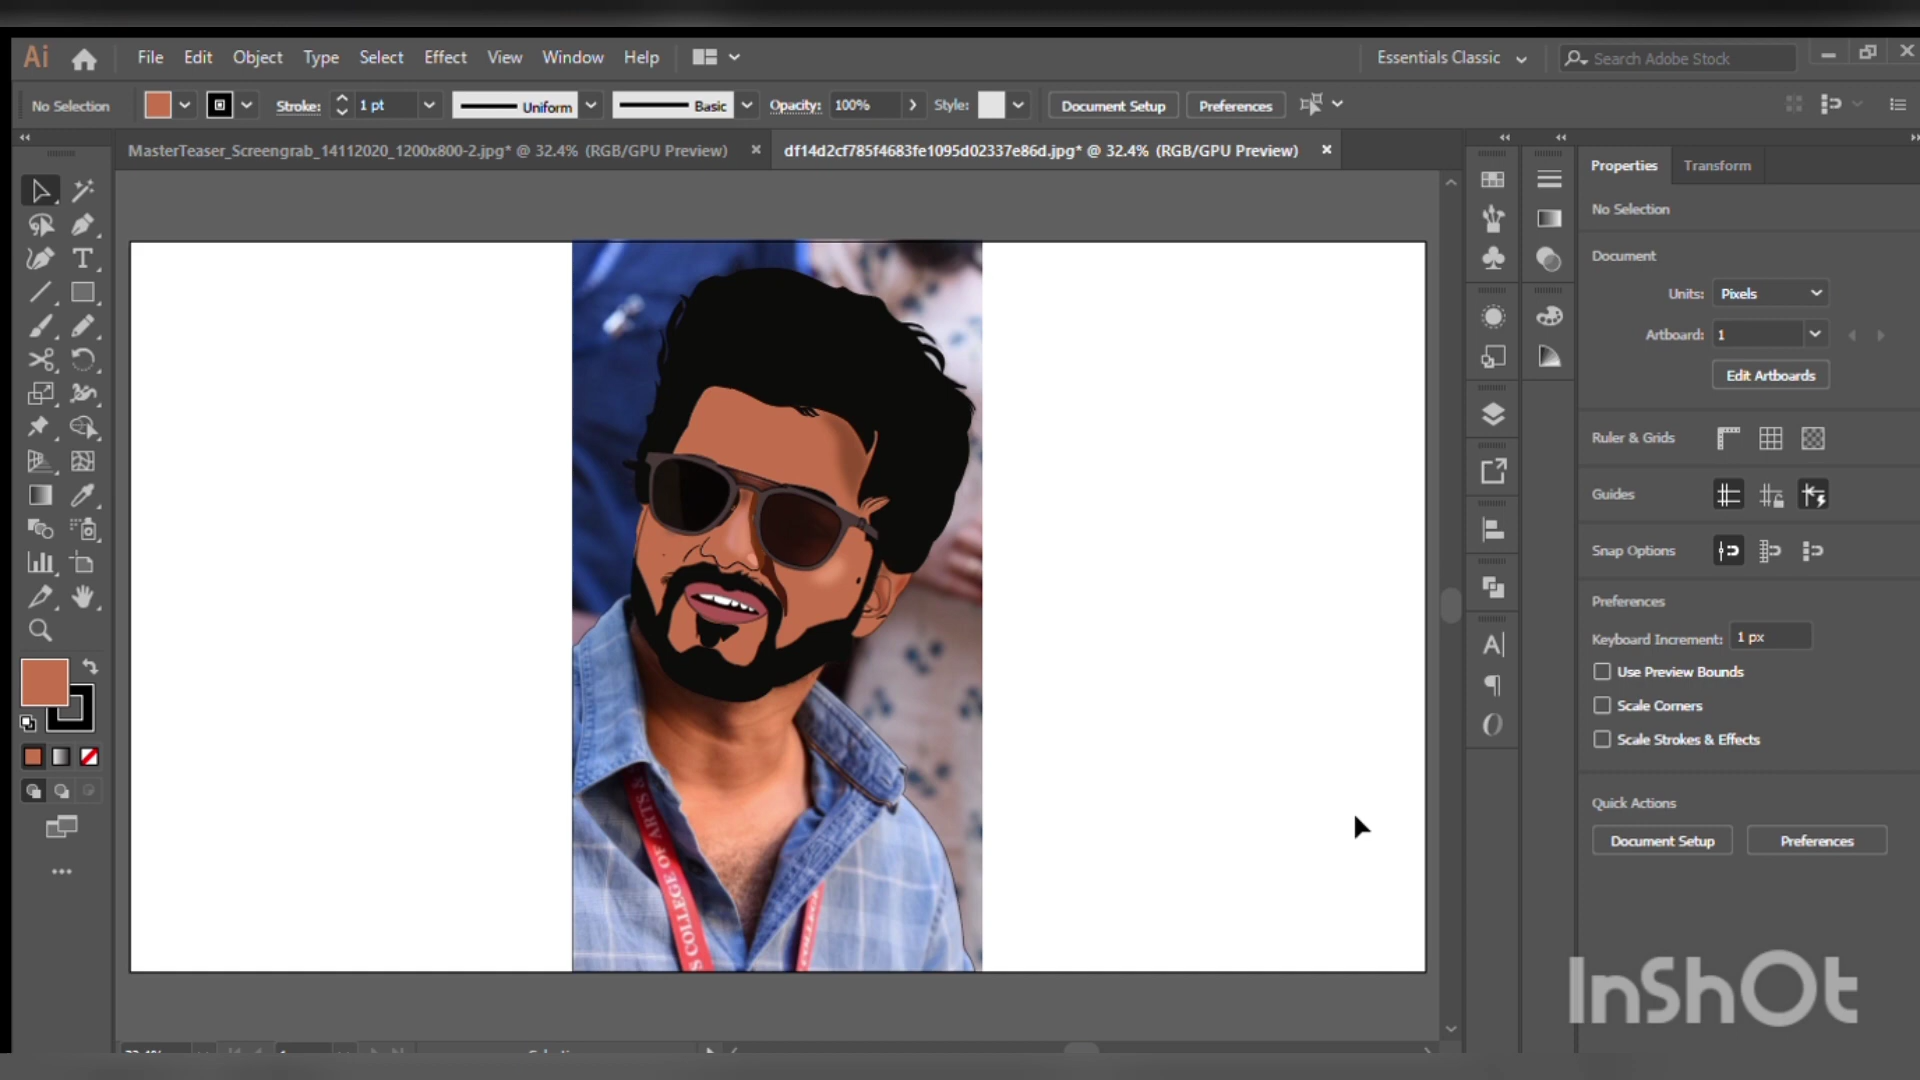 Ai File Edit Object Type Select Effect View Window Help Essentials Classic Search Adobe Stock
No Selection Stroke: 1 pt Uniform Basic Opacity: 100% Style: Document Setup Preferences
MasterTeaser_Screengrab_14112020_1200x800-2.jpg* @ 32.4% (RGB/GPU Preview) × df14d2cf785f4683fe1095d02337e86d.jpg* @ 32.4% (RGB/GPU Preview) ×
Properties Transform
No Selection
Document
Units: Pixels
Artboard: 1
Edit Artboards
Ruler & Grids
Guides
Snap Options
Preferences
Keyboard Increment: 1 px
Use Preview Bounds
Scale Corners
Scale Strokes & Effects
Quick Actions
Document Setup Preferences
S COLLEGE OF ARTS &
InShOt